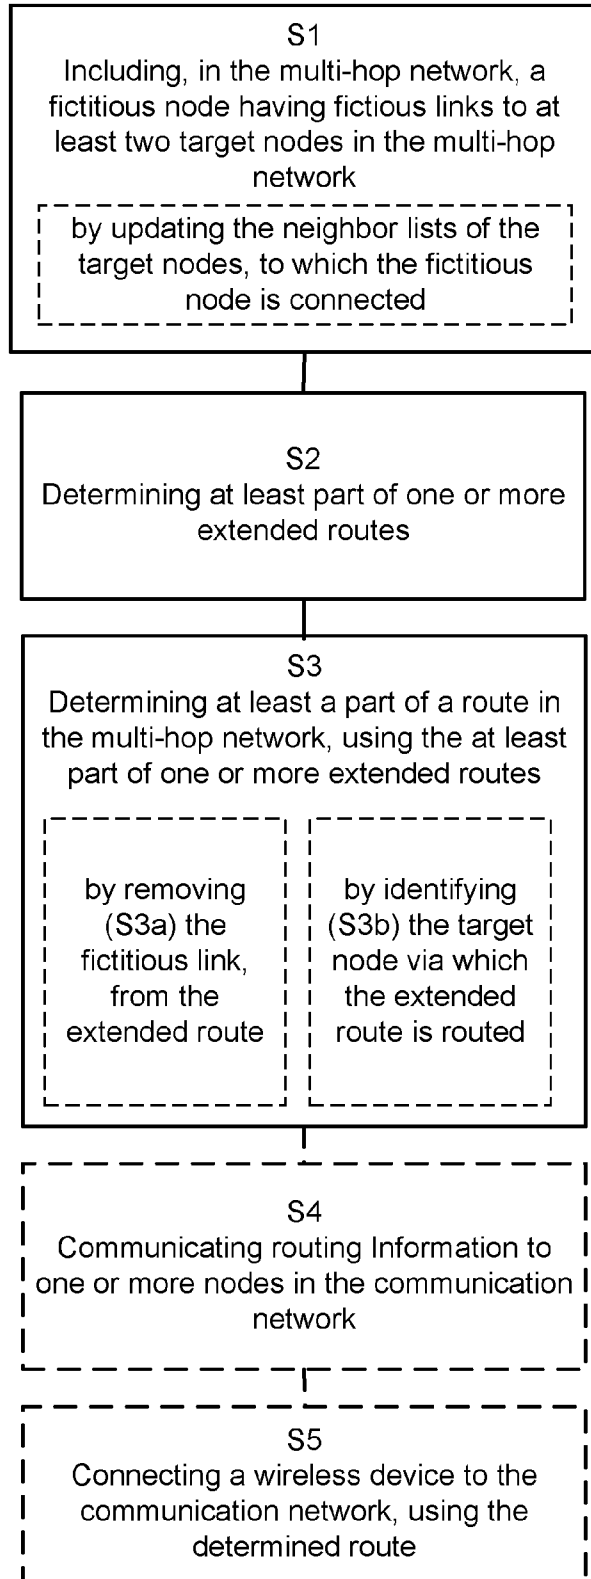 S1
Including, in the multi-hop network, a
fictitious node having fictious links to at
least two target nodes in the multi-hop
network
by updating the neighbor lists of the
target nodes, to which the fictitious
node is connected
S2
Determining at least part of one or more
extended routes
S3
Determining at least a part of a route in
the multi-hop network, using the at least
part of one or more extended routes
by removing
(S3a) the
fictitious link,
from the
extended route
by identifying
(S3b) the target
node via which
the extended
route is routed
S4
Communicating routing Information to
one or more nodes in the communication
network
S5
Connecting a wireless device to the
communication network, using the
determined route